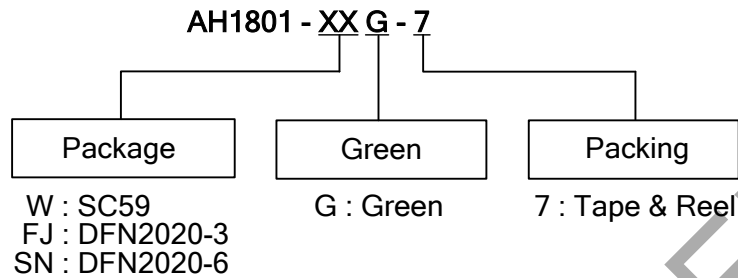 AH1801 - XX G - 7
Package
Green
Packing
W : SC59
FJ : DFN2020-3
SN : DFN2020-6
G : Green
7 : Tape & Reel